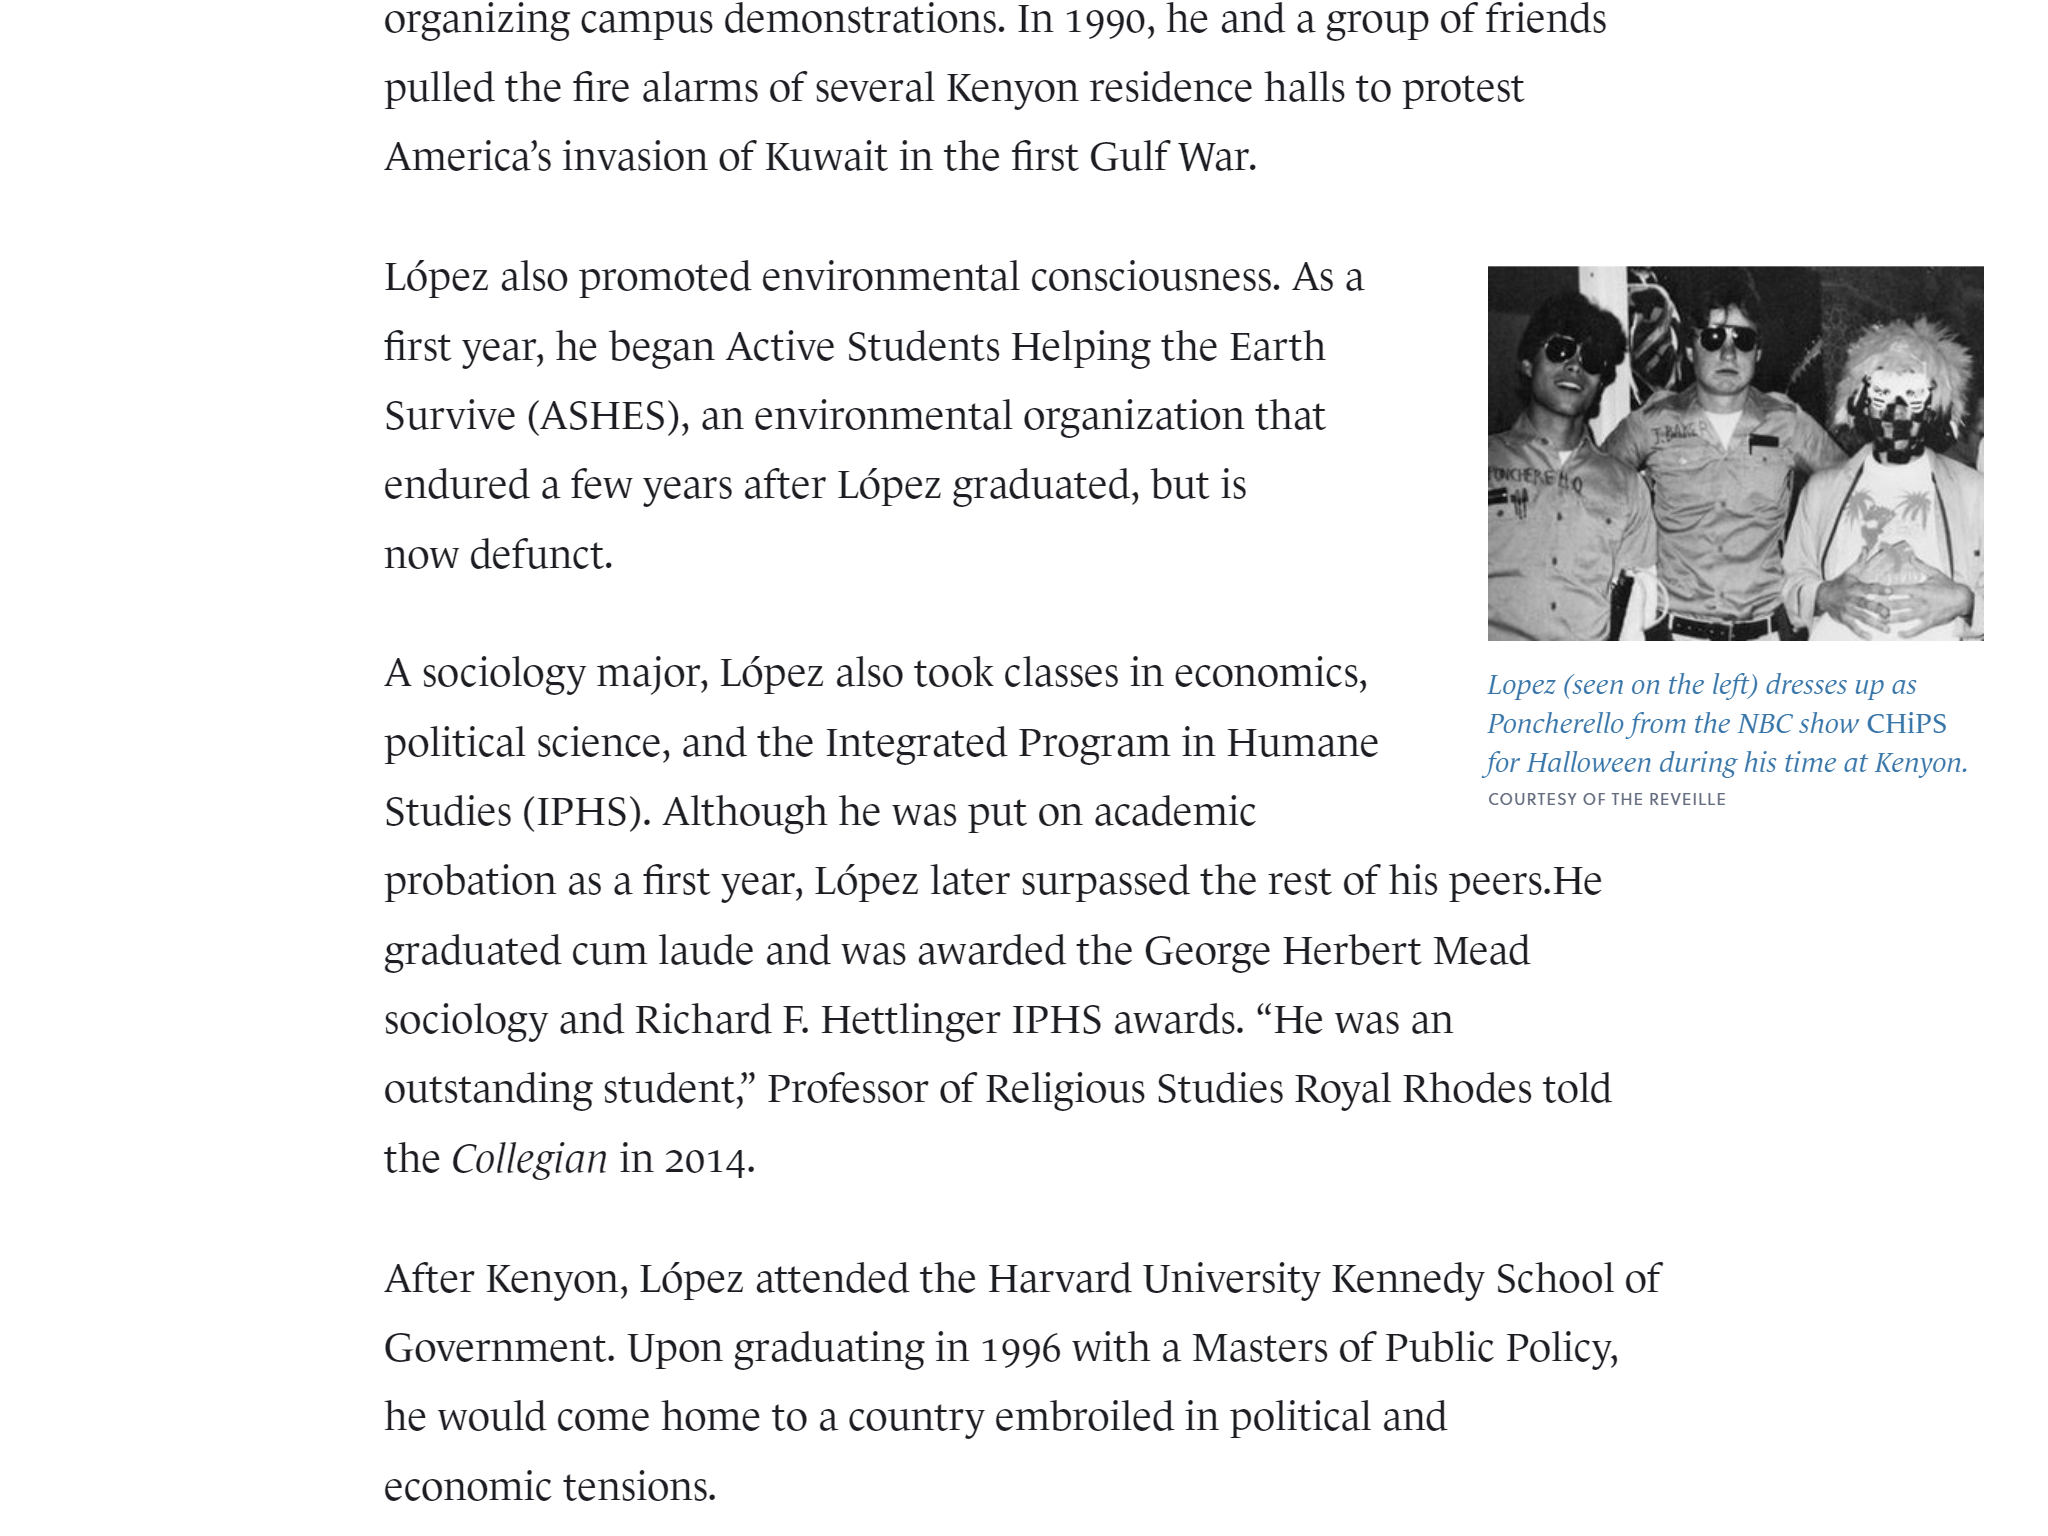 organizing campus demonstrations. In 1990, he and a group of friends
pulled the fire alarms of several Kenyon residence halls to protest
America’s invasion of Kuwait in the first Gulf War.
López also promoted environmental consciousness. As a
first year, he began Active Students Helping the Earth
Survive (ASHES), an environmental organization that
endured a few years after López graduated, but is
now defunct.
J. BAKER
PONCHERELLO
Lopez (seen on the left) dresses up as
Poncherello from the NBC show CHiPS
for Halloween during his time at Kenyon.
COURTESY OF THE REVEILLE
A sociology major, López also took classes in economics,
political science, and the Integrated Program in Humane
Studies (IPHS). Although he was put on academic
probation as a first year, López later surpassed the rest of his peers.He
graduated cum laude and was awarded the George Herbert Mead
sociology and Richard F. Hettlinger IPHS awards. “He was an
outstanding student,” Professor of Religious Studies Royal Rhodes told
the Collegian in 2014.
After Kenyon, López attended the Harvard University Kennedy School of
Government. Upon graduating in 1996 with a Masters of Public Policy,
he would come home to a country embroiled in political and
economic tensions.